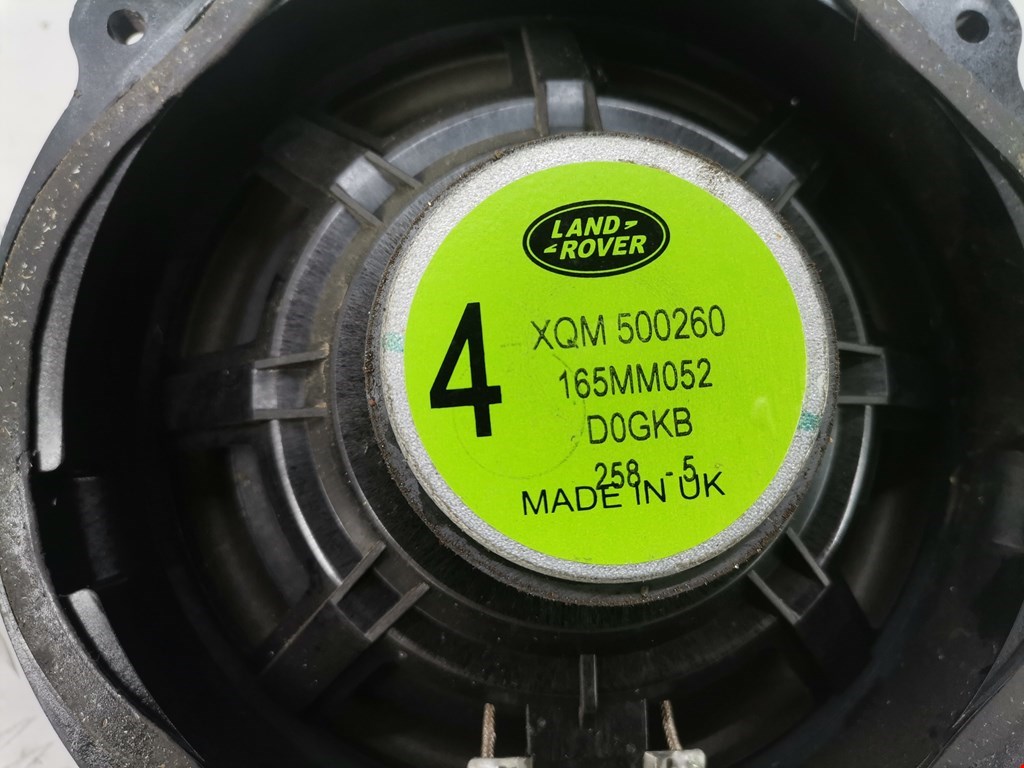 LAND
ROVER
4
XQM 500260
165MM052
D0GKB
258 - 5
MADE IN UK